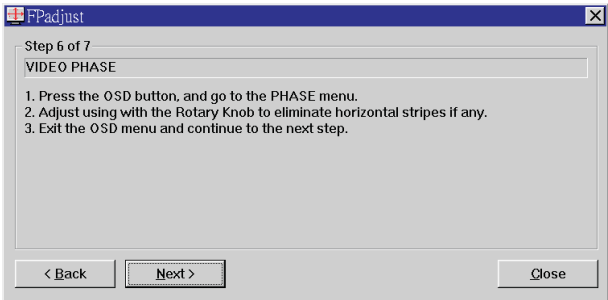 FPadjust
Step 6 of 7
VIDEO PHASE
1. Press the OSD button, and go to the PHASE menu.
2. Adjust using with the Rotary Knob to eliminate horizontal stripes if any.
3. Exit the OSD menu and continue to the next step.
< Back Next > Close